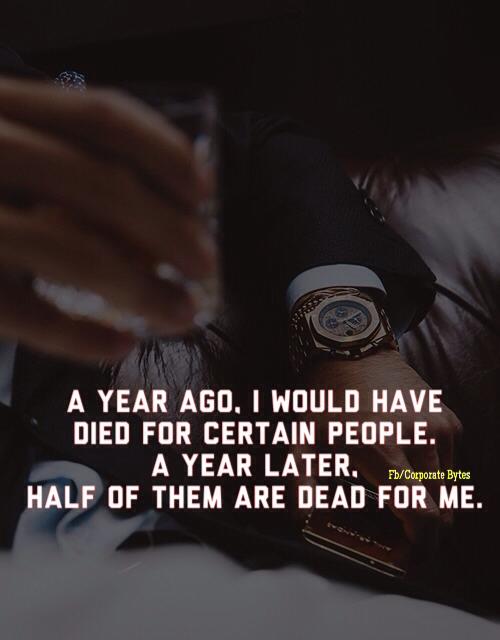 A YEAR AGO, I WOULD HAVE
DIED FOR CERTAIN PEOPLE.
A YEAR LATER,
Fb/Corporate Bytes
HALF OF THEM ARE DEAD FOR ME.